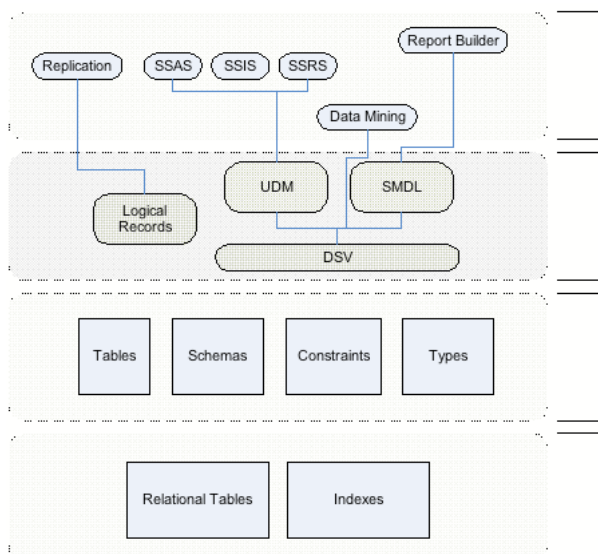 Report Builder
Replication
SSAS
SSIS
SSRS
Data Mining
UDM
SMDL
Logical
Records
DSV
Tables
Schemas
Constraints
Types
Relational Tables
Indexes